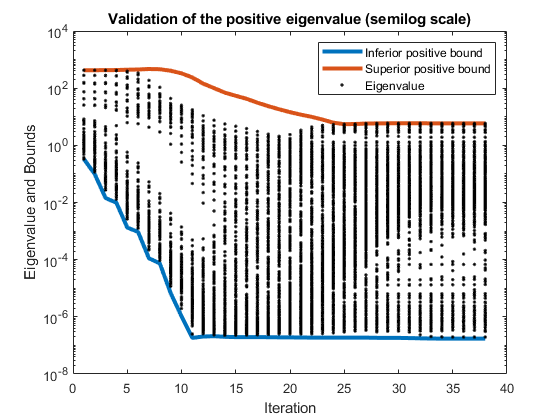 Validation of the positive eigenvalue (semilog scale)
Inferior positive bound
Superior positive bound
Eigenvalue
Eigenvalue and Bounds
10^4
10^2
10^0
10^-2
10^-4
10^-6
10^-8
0 5 10 15 20 25 30 35 40
Iteration